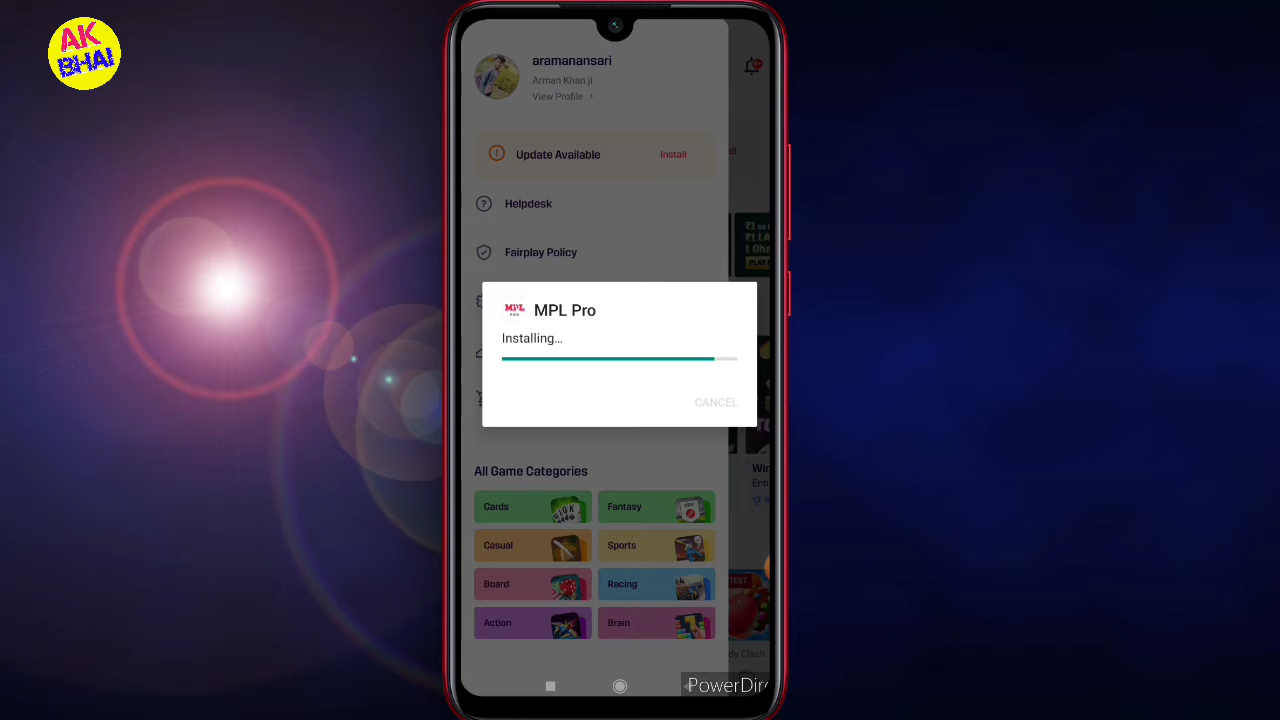 AK
BHAI
aramanansari
Arman Khan ji
View Profile >
Update Available
Install
Helpdesk
Fairplay Policy
MPL Pro
Installing...
CANCEL
All Game Categories
Cards
Fantasy
Casual
Sports
Board
Racing
Action
Brain
PowerDire